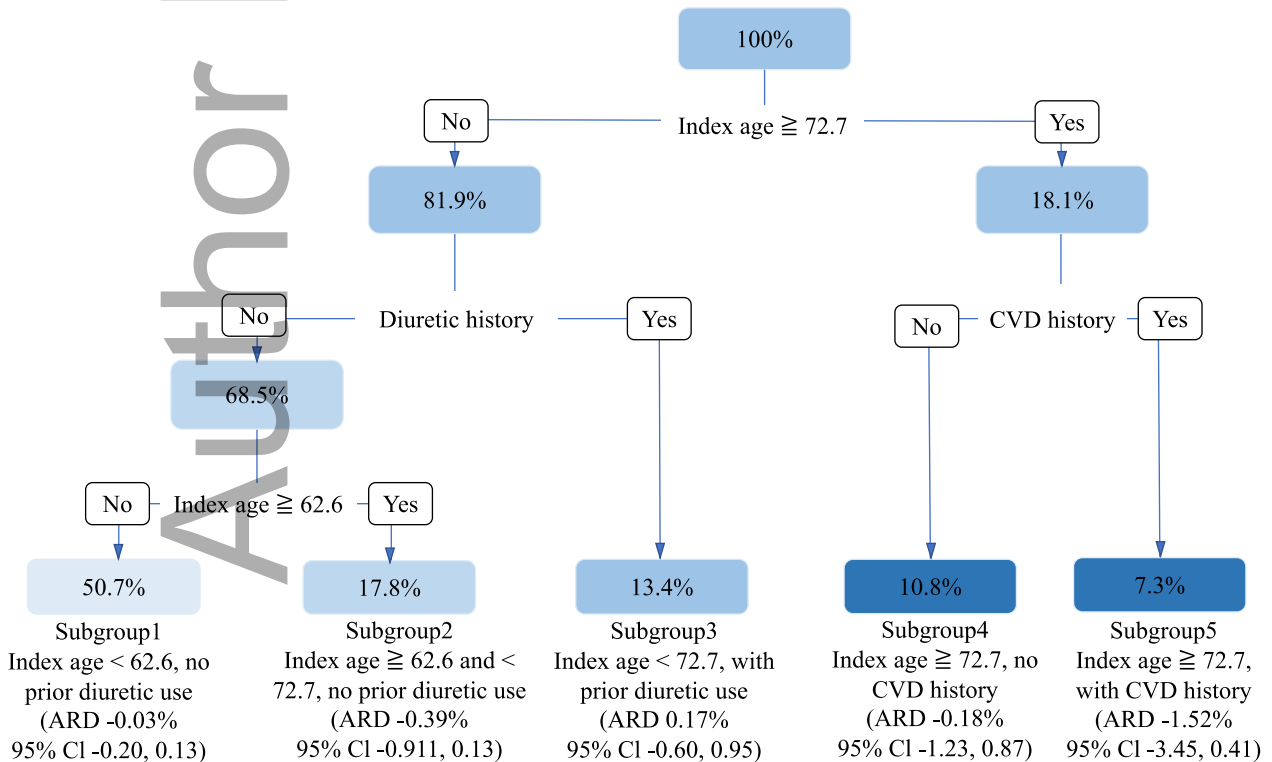 100%
No
Index age ≧ 72.7
Yes
81.9%
18.1%
No
Diuretic history
Yes
No
CVD history
Yes
68.5%
No
Index age ≧ 62.6
Yes
50.7%
17.8%
13.4%
10.8%
7.3%
Subgroup1
Index age < 62.6, no
prior diuretic use
(ARD -0.03%
95% Cl -0.20, 0.13)
Subgroup2
Index age ≧ 62.6 and <
72.7, no prior diuretic use
(ARD -0.39%
95% Cl -0.911, 0.13)
Subgroup3
Index age < 72.7, with
prior diuretic use
(ARD 0.17%
95% Cl -0.60, 0.95)
Subgroup4
Index age ≧ 72.7, no
CVD history
(ARD -0.18%
95% Cl -1.23, 0.87)
Subgroup5
Index age ≧ 72.7,
with CVD history
(ARD -1.52%
95% Cl -3.45, 0.41)
Author